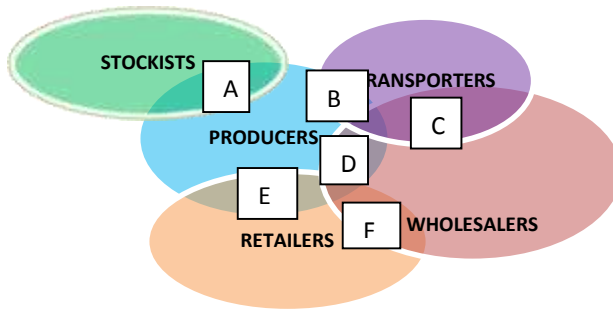 STOCKISTS
A
B
RANSPORTERS
C
PRODUCERS
D
E
RETAILERS
F
WHOLESALERS